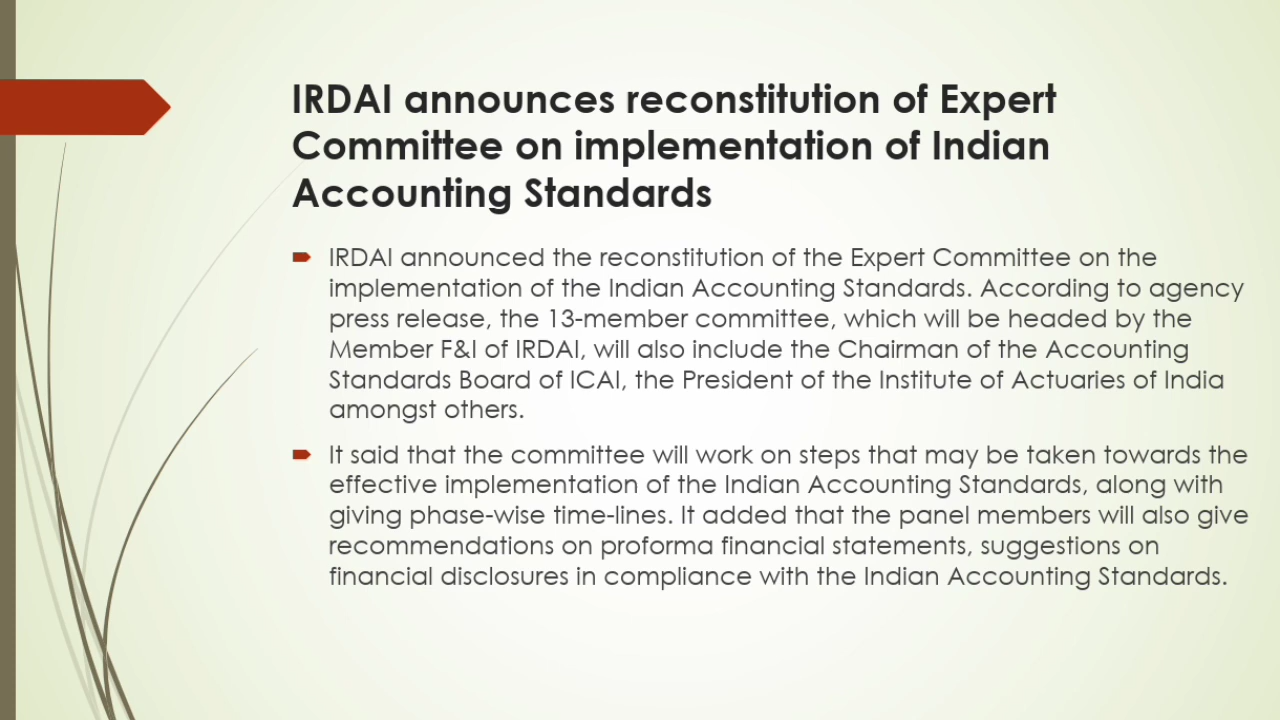 IRDAI announces reconstitution of Expert
Committee on implementation of Indian
Accounting Standards
IRDAI announced the reconstitution of the Expert Committee on the
implementation of the Indian Accounting Standards. According to agency
press release, the 13-member committee, which will be headed by the
Member F&I of IRDAI, will also include the Chairman of the Accounting
Standards Board of ICAI, the President of the Institute of Actuaries of India
amongst others.
It said that the committee will work on steps that may be taken towards the
effective implementation of the Indian Accounting Standards, along with
giving phase-wise time-lines. It added that the panel members will also give
recommendations on proforma financial statements, suggestions on
financial disclosures in compliance with the Indian Accounting Standards.